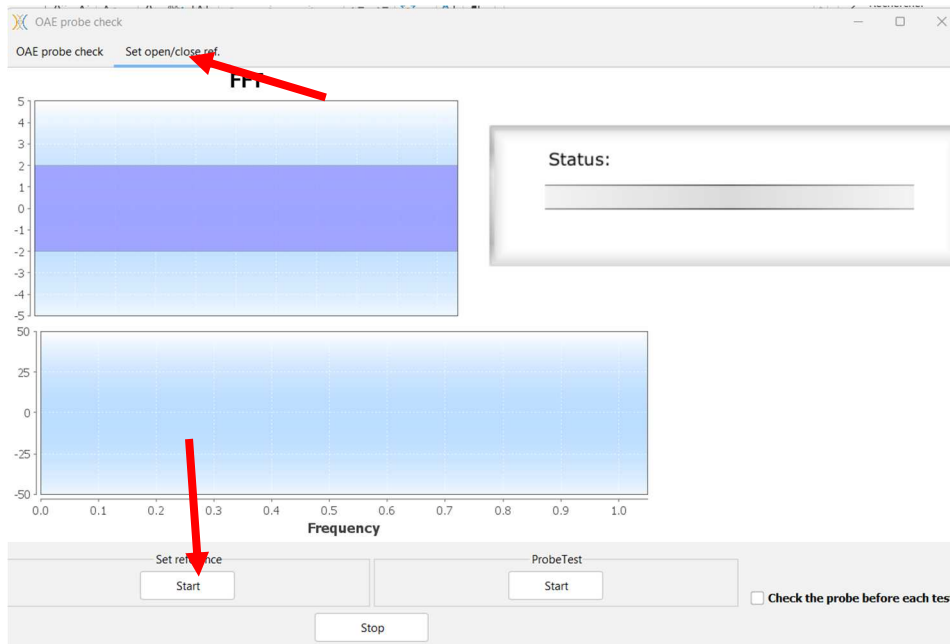 OAE probe check
OAE probe check Set open/close ref.
FFT
5
4
3
2
1
0
-1
-2
-3
-4
-5
Status:
50
25
0
-25
-50
0.0 0.1 0.2 0.3 0.4 0.5 0.6 0.7 0.8 0.9 1.0
Frequency
Set reference ProbeTest
Start Start
Check the probe before each tes
Stop